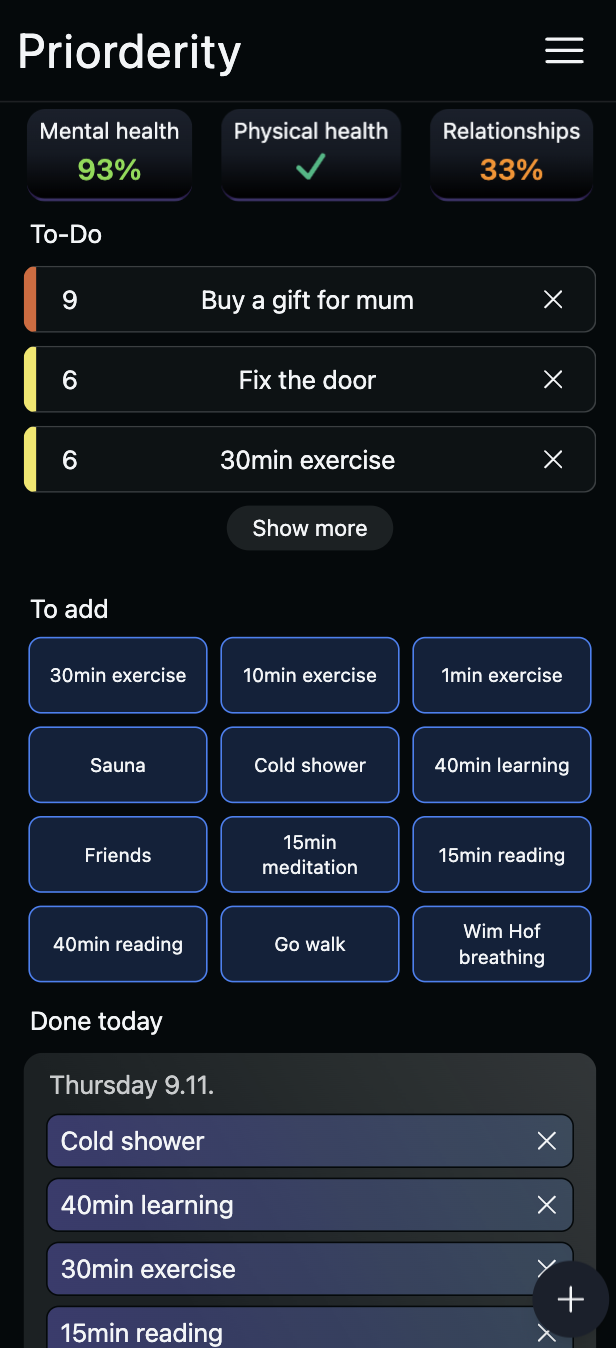 Priorderity
Mental health
93%
Physical health
Relationships
33%
To-Do
9 Buy a gift for mum
6 Fix the door
6 30min exercise
Show more
To add
30min exercise
10min exercise
1min exercise
Sauna
Cold shower
40min learning
Friends
15min
meditation
15min reading
40min reading
Go walk
Wim Hof
breathing
Done today
Thursday 9.11.
Cold shower
40min learning
30min exercise
15min reading